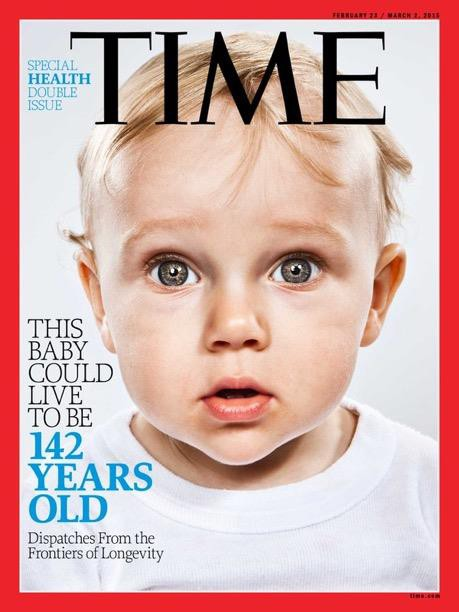 FEBRUARY 23 / MARCH 2, 2015
TIME
SPECIAL
HEALTH
DOUBLE
ISSUE
THIS
BABY
COULD
LIVE
TO BE
142
YEARS
OLD
Dispatches From the
Frontiers of Longevity
time.com